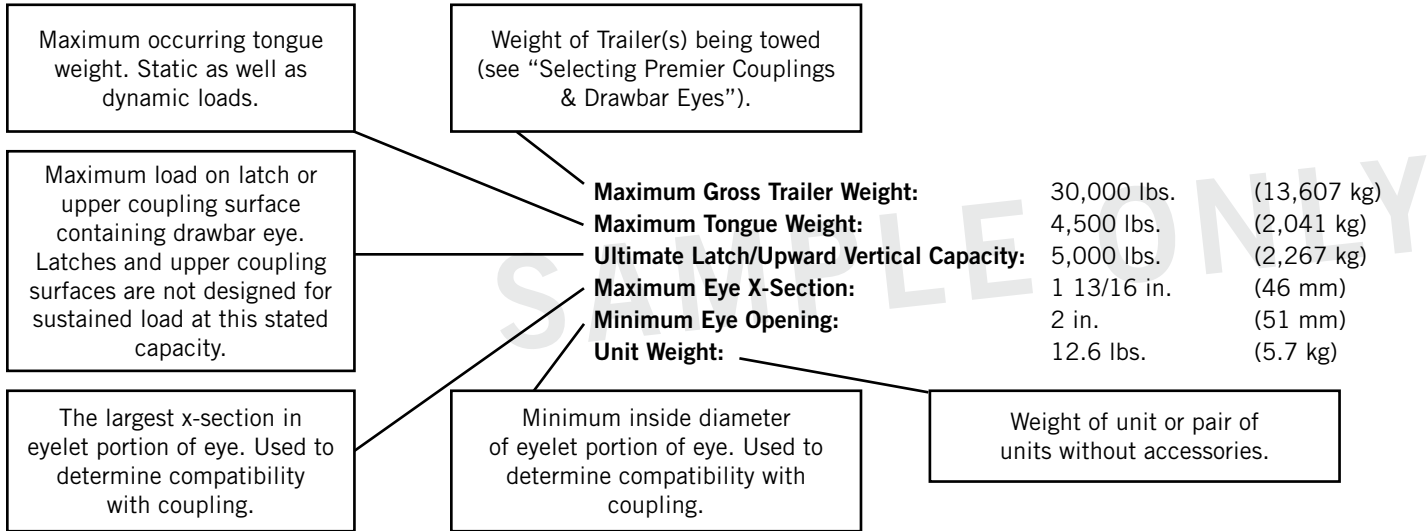 Maximum occurring tongue
weight. Static as well as
dynamic loads.
Weight of Trailer(s) being towed
(see “Selecting Premier Couplings
& Drawbar Eyes”).
Maximum load on latch or
upper coupling surface
containing drawbar eye.
Latches and upper coupling
surfaces are not designed for
sustained load at this stated
capacity.
Maximum Gross Trailer Weight: 30,000 lbs. (13,607 kg)
Maximum Tongue Weight: 4,500 lbs. (2,041 kg)
Ultimate Latch/Upward Vertical Capacity: 5,000 lbs. (2,267 kg)
Maximum Eye X-Section: 1 13/16 in. (46 mm)
Minimum Eye Opening: 2 in. (51 mm)
Unit Weight: 12.6 lbs. (5.7 kg)
SAMPLE ONLY
The largest x-section in
eyelet portion of eye. Used to
determine compatibility
with coupling.
Minimum inside diameter
of eyelet portion of eye. Used to
determine compatibility with
coupling.
Weight of unit or pair of
units without accessories.